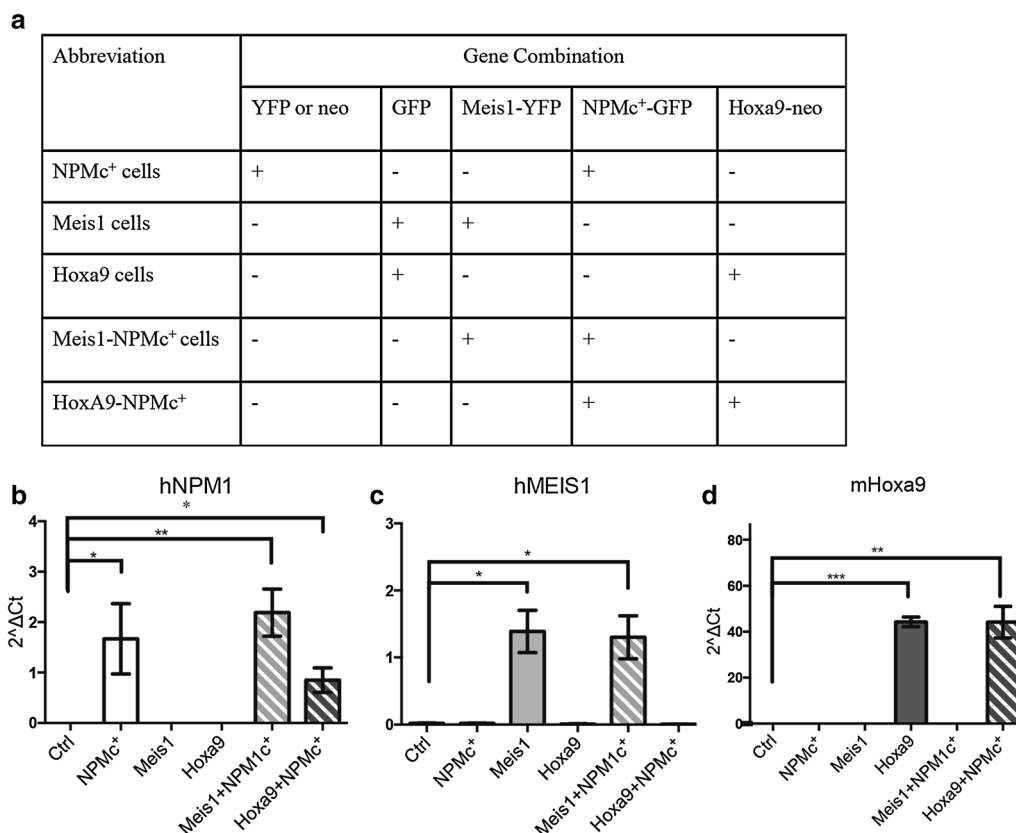 a
Abbreviation Gene Combination
YFP or neo GFP Meis1-YFP NPMc⁺-GFP Hoxa9-neo
NPMc⁺ cells + - - + -
Meis1 cells - + + - -
Hoxa9 cells - + - - +
Meis1-NPMc⁺ cells - - + + -
HoxA9-NPMc⁺ - - - + +
b hNPM1
2^ΔCt
4
3
2
1
0
*
**
*
Ctrl
NPMc⁺
Meis1
Hoxa9
Meis1+NPM1c⁺
Hoxa9+NPMc⁺
c hMEIS1
3
2
1
0
*
*
Ctrl
NPMc⁺
Meis1
Hoxa9
Meis1+NPM1c⁺
Hoxa9+NPMc⁺
d mHoxa9
2^ΔCt
80
60
40
20
0
**
***
Ctrl
NPMc⁺
Meis1
Hoxa9
Meis1+NPM1c⁺
Hoxa9+NPMc⁺